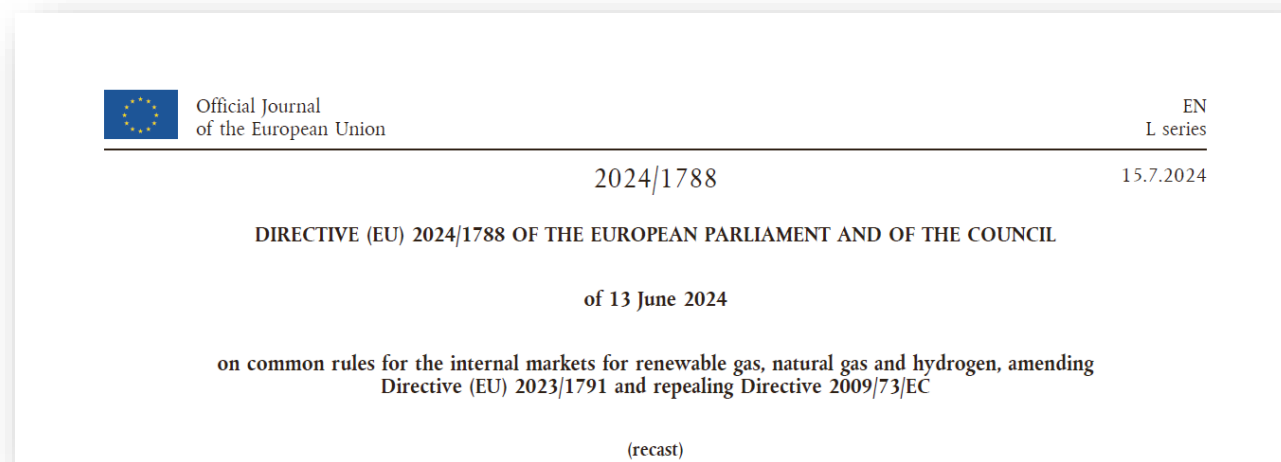 Official Journal
of the European Union
EN
L series
2024/1788
15.7.2024
DIRECTIVE (EU) 2024/1788 OF THE EUROPEAN PARLIAMENT AND OF THE COUNCIL
of 13 June 2024
on common rules for the internal markets for renewable gas, natural gas and hydrogen, amending
Directive (EU) 2023/1791 and repealing Directive 2009/73/EC
(recast)